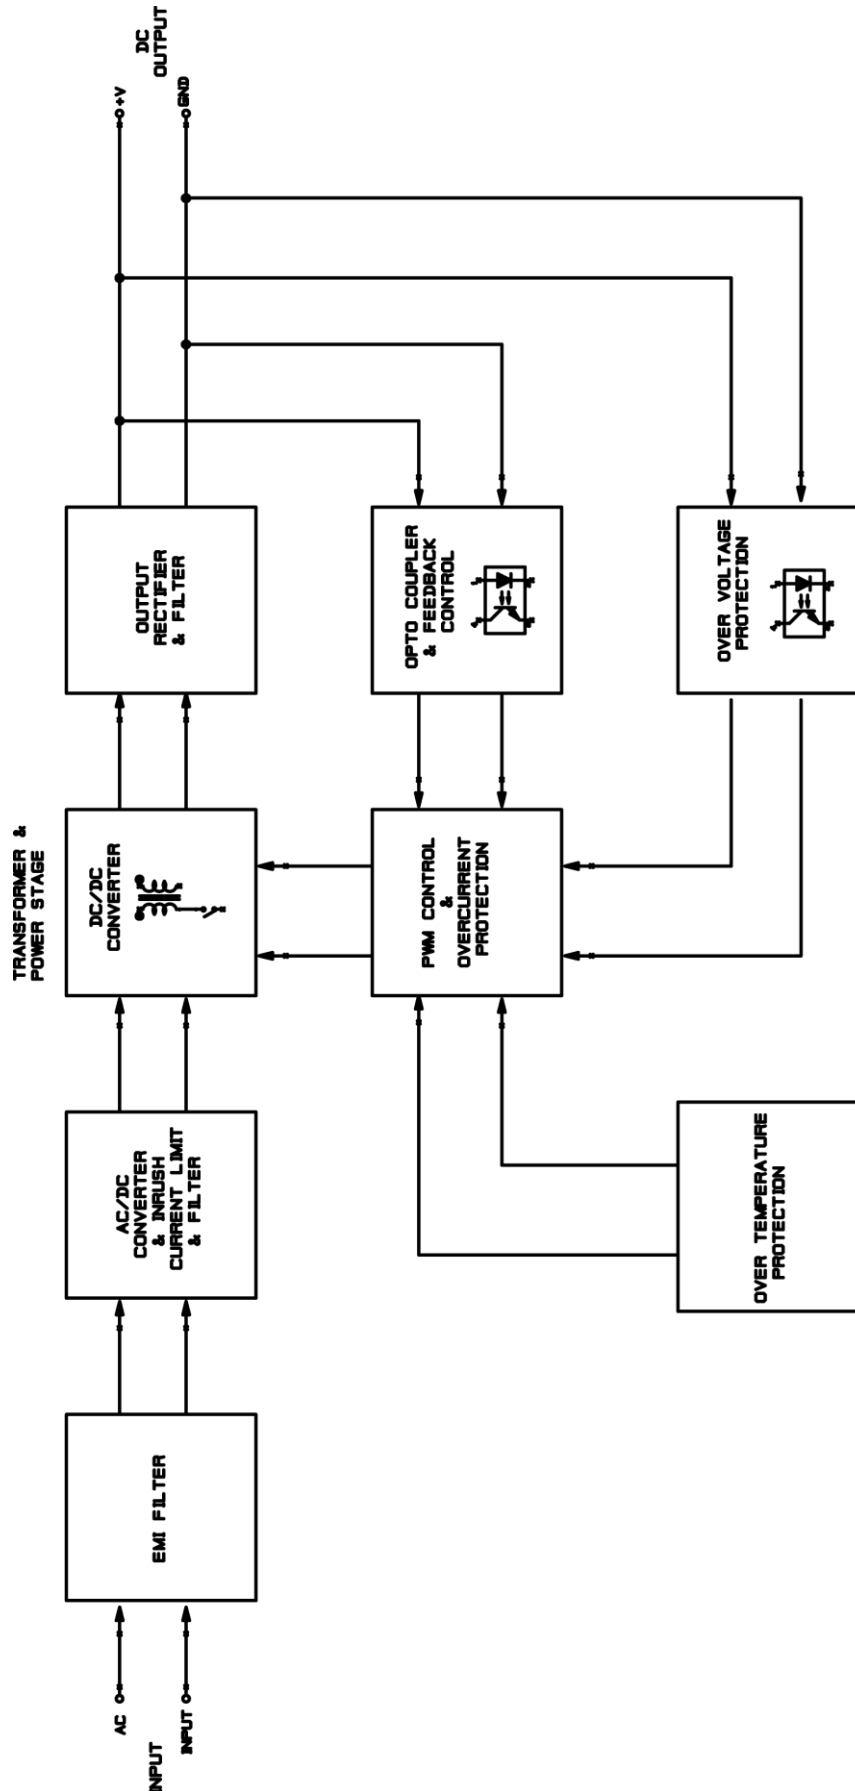 TRANSFORMER &
POWER STAGE
AC
INPUT
INPUT
EMI FILTER
AC/DC
CONVERTER
& INRUSH
CURRENT LIMIT
& FILTER
DC/DC
CONVERTER
OUTPUT
RECTIFIER
& FILTER
+V
GND
DC
OUTPUT
PWM CONTROL
&
OVERCURRENT
PROTECTION
OPTO COUPLER
& FEEDBACK
CONTROL
OVER TEMPERATURE
PROTECTION
OVER VOLTAGE
PROTECTION